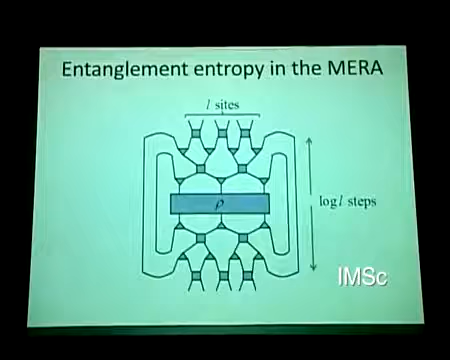 Entanglement entropy in the MERA
l sites
ρ
log l steps
IMSc